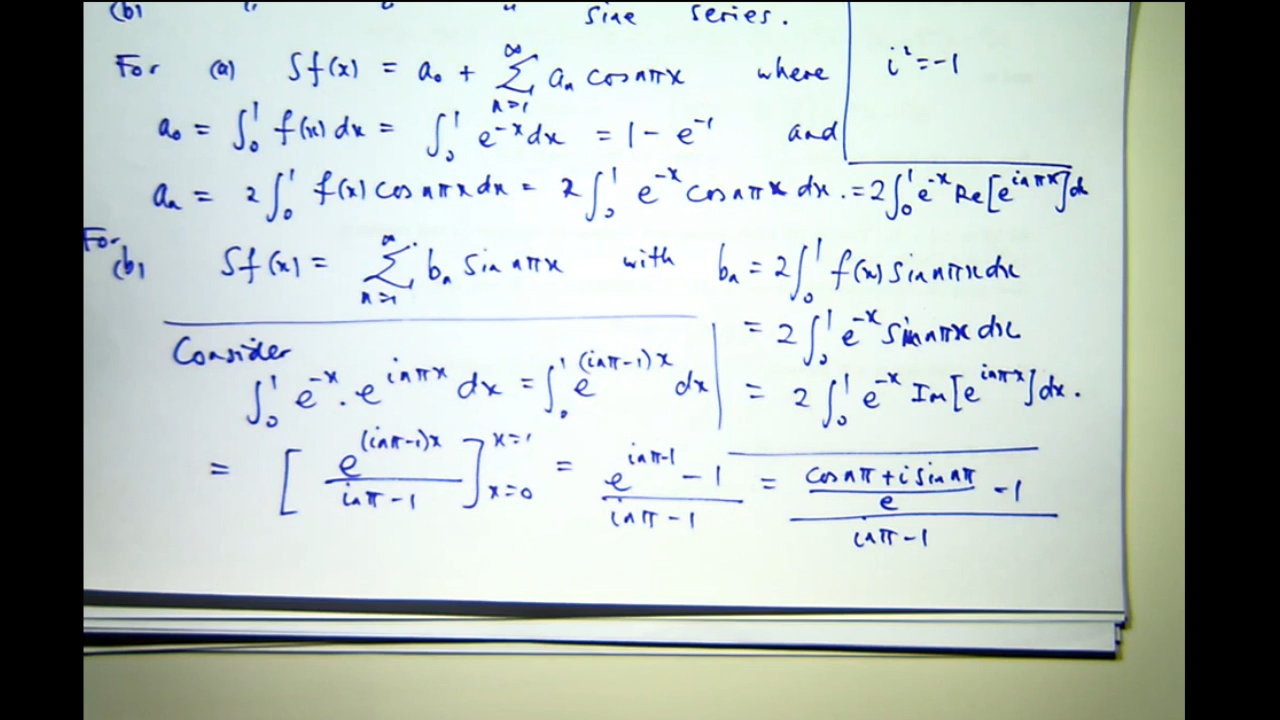 (b) " " " sine series.
For (a) Sf(x) = a₀ + ∑_{n=1}^{∞} aₙ cos nπx where
i² = -1
a₀ = ∫₀¹ f(x) dx = ∫₀¹ e^{-x} dx = 1 - e^{-1} and
aₙ = 2∫₀¹ f(x) cos nπx dx = 2∫₀¹ e^{-x} cos nπx dx. = 2∫₀¹ e^{-x} Re[e^{inπx}]d
For (b) Sf(x) = ∑_{n=1}^{∞} bₙ sin nπx with bₙ = 2∫₀¹ f(x) sin nπx dx
= 2∫₀¹ e^{-x} sin nπx dx
Consider
∫₀¹ e^{-x}. e^{inπx} dx = ∫₀¹ e^{(inπ-1)x} dx
= 2∫₀¹ e^{-x} Im[e^{inπx}]dx.
= [e^{(inπ-1)x} / (inπ-1)]_{x=0}^{x=1} = (e^{inπ-1} - 1) / (inπ-1) = ((cos nπ + i sin nπ)/e - 1) / (inπ-1)